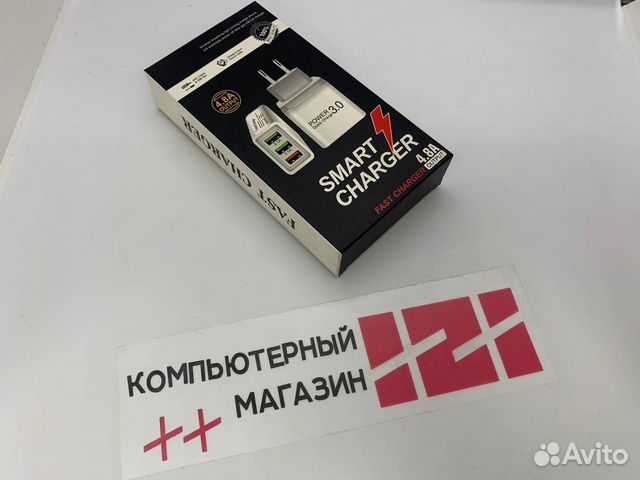 4.8A
OUTPUT
POWER 3.0
Quick Charge
SMART
CHARGER
FAST CHARGER
4.8A
OUTPUT
FAST CHARGER
КОМПЬЮТЕРНЫЙ
МАГАЗИН
Avito